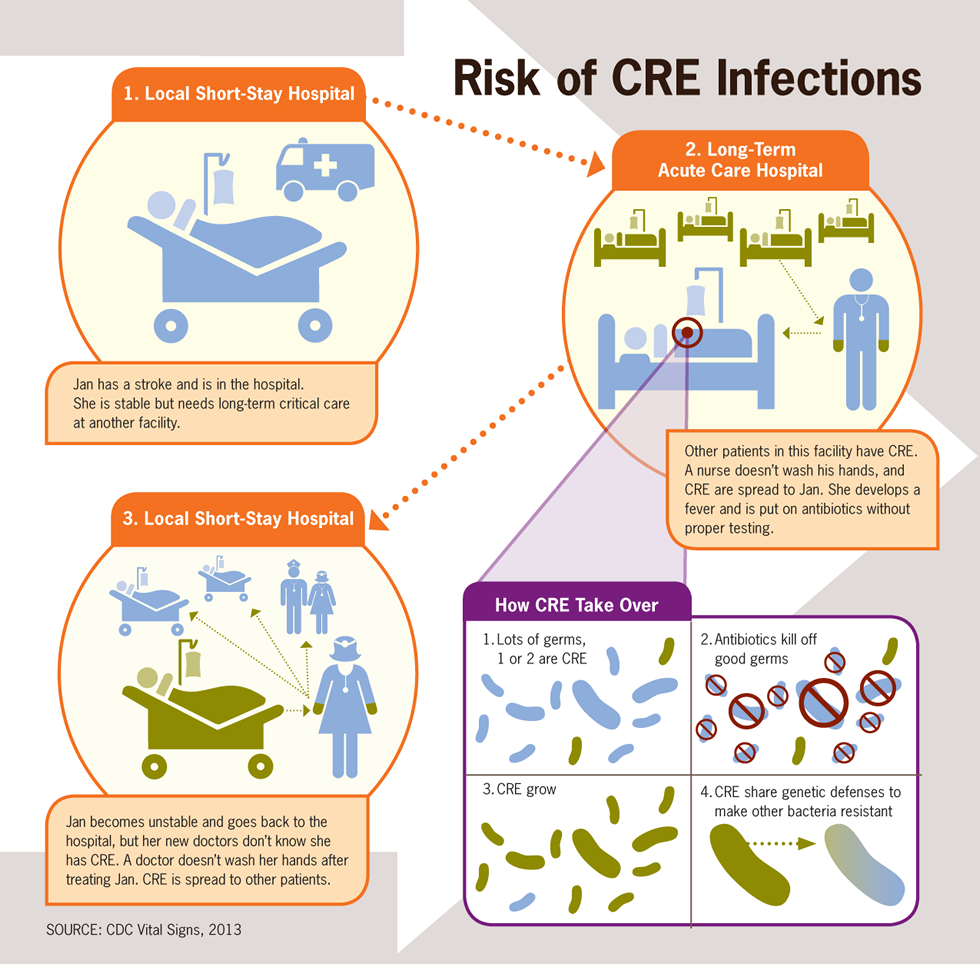 Risk of CRE Infections
1. Local Short-Stay Hospital
Jan has a stroke and is in the hospital.
She is stable but needs long-term critical care
at another facility.
2. Long-Term
Acute Care Hospital
Other patients in this facility have CRE.
A nurse doesn't wash his hands, and
CRE are spread to Jan. She develops a
fever and is put on antibiotics without
proper testing.
3. Local Short-Stay Hospital
Jan becomes unstable and goes back to the
hospital, but her new doctors don't know she
has CRE. A doctor doesn't wash her hands after
treating Jan. CRE is spread to other patients.
How CRE Take Over
1. Lots of germs,
1 or 2 are CRE
2. Antibiotics kill off
good germs
3. CRE grow
4. CRE share genetic defenses to
make other bacteria resistant
SOURCE: CDC Vital Signs, 2013